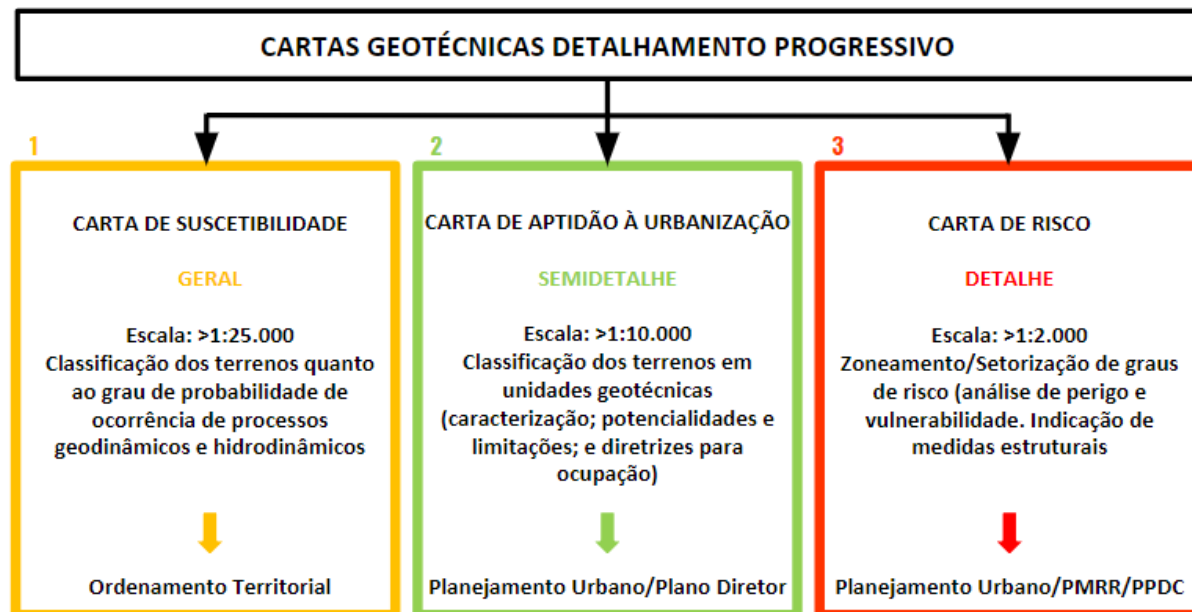 CARTAS GEOTÉCNICAS DETALHAMENTO PROGRESSIVO
1
CARTA DE SUSCETIBILIDADE
GERAL
Escala: >1:25.000
Classificação dos terrenos quanto
ao grau de probabilidade de
ocorrência de processos
geodinâmicos e hidrodinâmicos
Ordenamento Territorial
2
CARTA DE APTIDÃO À URBANIZAÇÃO
SEMIDETALHE
Escala: >1:10.000
Classificação dos terrenos em
unidades geotécnicas
(caracterização; potencialidades e
limitações; e diretrizes para
ocupação)
Planejamento Urbano/Plano Diretor
3
CARTA DE RISCO
DETALHE
Escala: >1:2.000
Zoneamento/Setorização de graus
de risco (análise de perigo e
vulnerabilidade. Indicação de
medidas estruturais
Planejamento Urbano/PMRR/PPDC